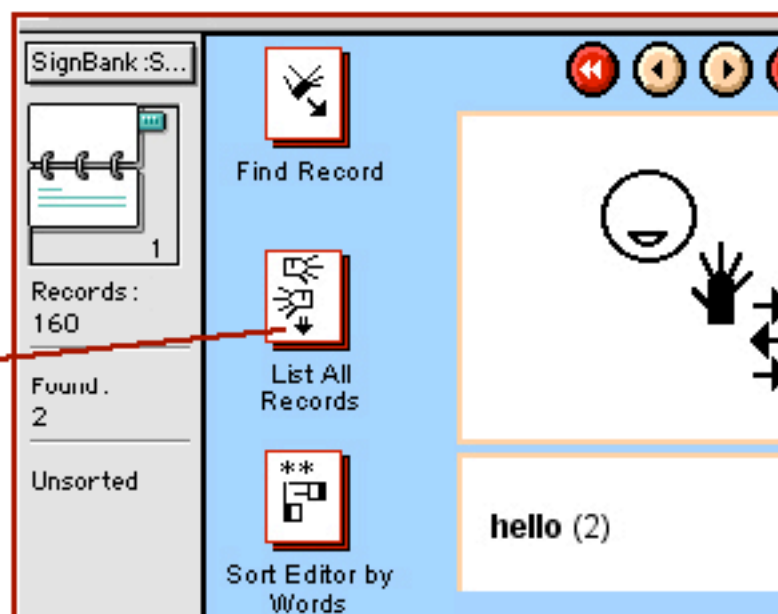 SignBank :S...
1
Records:
160
Found:
2
Unsorted
Find Record
List All
Records
Sort Editor by
Words
**
hello (2)